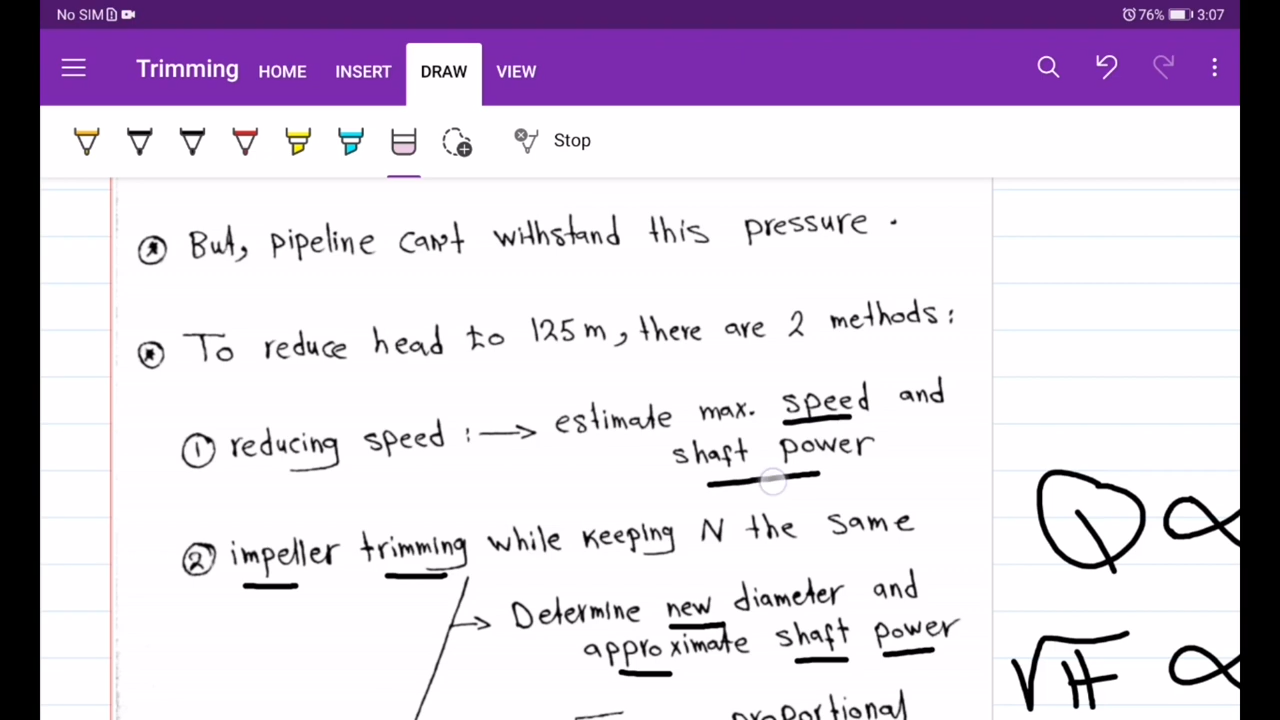 No SIM
76% 3:07
Trimming HOME INSERT DRAW VIEW
Stop
But, pipeline can't withstand this pressure.
To reduce head to 125m, there are 2 methods:
① reducing speed : → estimate max. speed and
shaft power
② impeller trimming while keeping N the same
→ Determine new diameter and
approximate shaft power
proportional
Q ∝
√H ∝